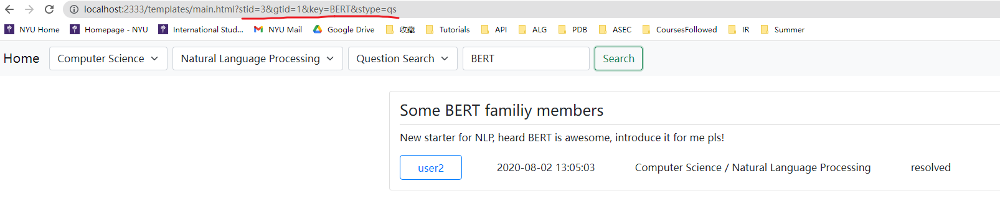 localhost:2333/templates/main.html?stid=3&gtid=1&key=BERT&stype=qs
NYU Home Homepage - NYU International Stud... NYU Mail Google Drive 收藏 Tutorials API ALG PDB ASEC CoursesFollowed IR Summer
Home Computer Science Natural Language Processing Question Search BERT Search
Some BERT familiy members
New starter for NLP, heard BERT is awesome, introduce it for me pls!
user2 2020-08-02 13:05:03 Computer Science / Natural Language Processing resolved